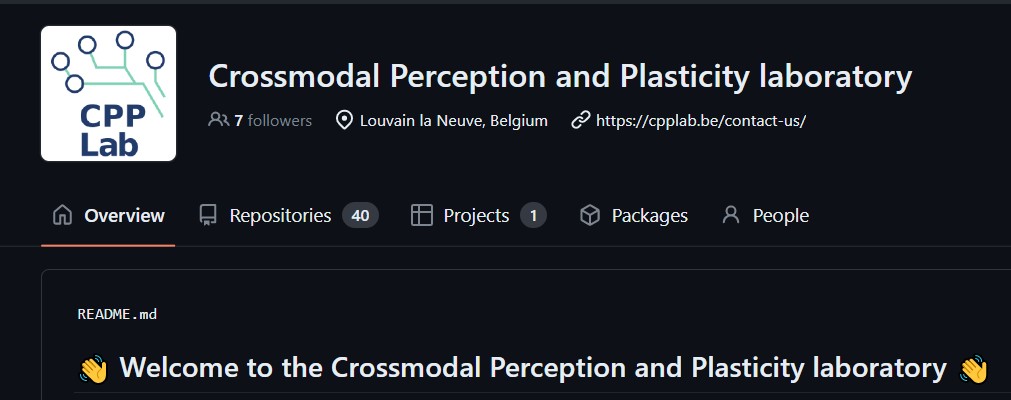 CPP
Lab
Crossmodal Perception and Plasticity laboratory
7 followers Louvain la Neuve, Belgium https://cpplab.be/contact-us/
Overview Repositories 40 Projects 1 Packages People
README.md
👋 Welcome to the Crossmodal Perception and Plasticity laboratory 👋